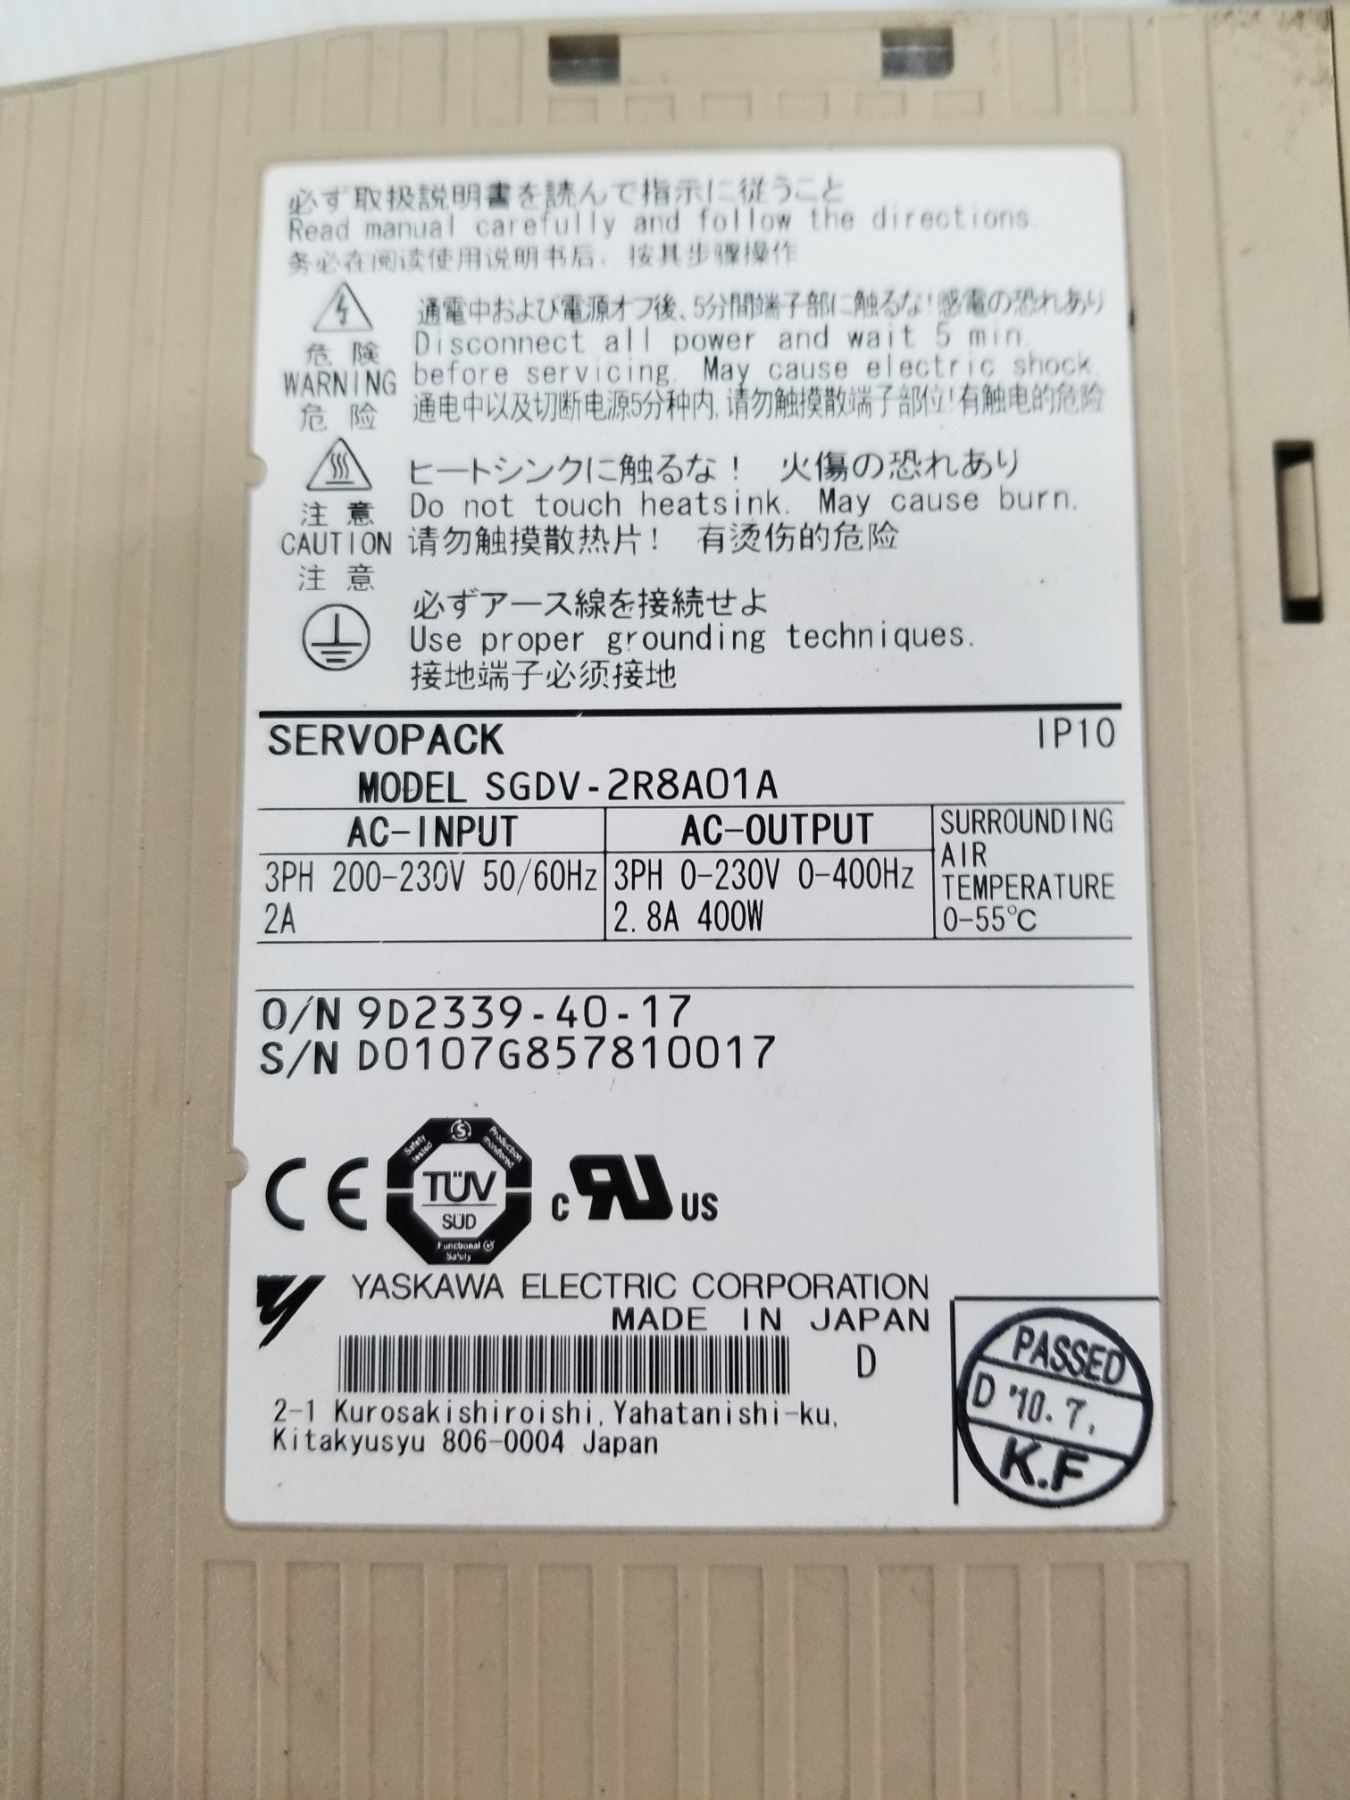 必ず取扱説明書を読んで指示に従うこと
Read manual carefully and follow the directions.
务必在阅读使用说明书后，按其步骤操作
危 険
WARNING
危 险
通電中および電源オフ後、5分間端子部に触るな！感電の恐れあり
Disconnect all power and wait 5 min.
before servicing. May cause electric shock.
通电中以及切断电源5分种内,请勿触摸散端子部位!有触电的危险
注 意
CAUTION
注 意
ヒートシンクに触るな！ 火傷の恐れあり
Do not touch heatsink. May cause burn.
请勿触摸散热片！ 有烫伤的危险
必ずアース線を接続せよ
Use proper grounding techniques.
接地端子必须接地
SERVOPACK IP10
MODEL SGDV-2R8A01A
AC-INPUT
3PH 200-230V 50/60Hz
2A
AC-OUTPUT
3PH 0-230V 0-400Hz
2.8A 400W
SURROUNDING
AIR
TEMPERATURE
0-55℃
O/N 9D2339-40-17
S/N D0107G857810017
CE
Safety tested
S
Production monitored
TÜV
SÜD
Functional
Safety
c RU US
YASKAWA ELECTRIC CORPORATION
MADE IN JAPAN
D
2-1 Kurosakishiroishi, Yahatanishi-ku,
Kitakyusyu 806-0004 Japan
PASSED
D '10.7.
K.F